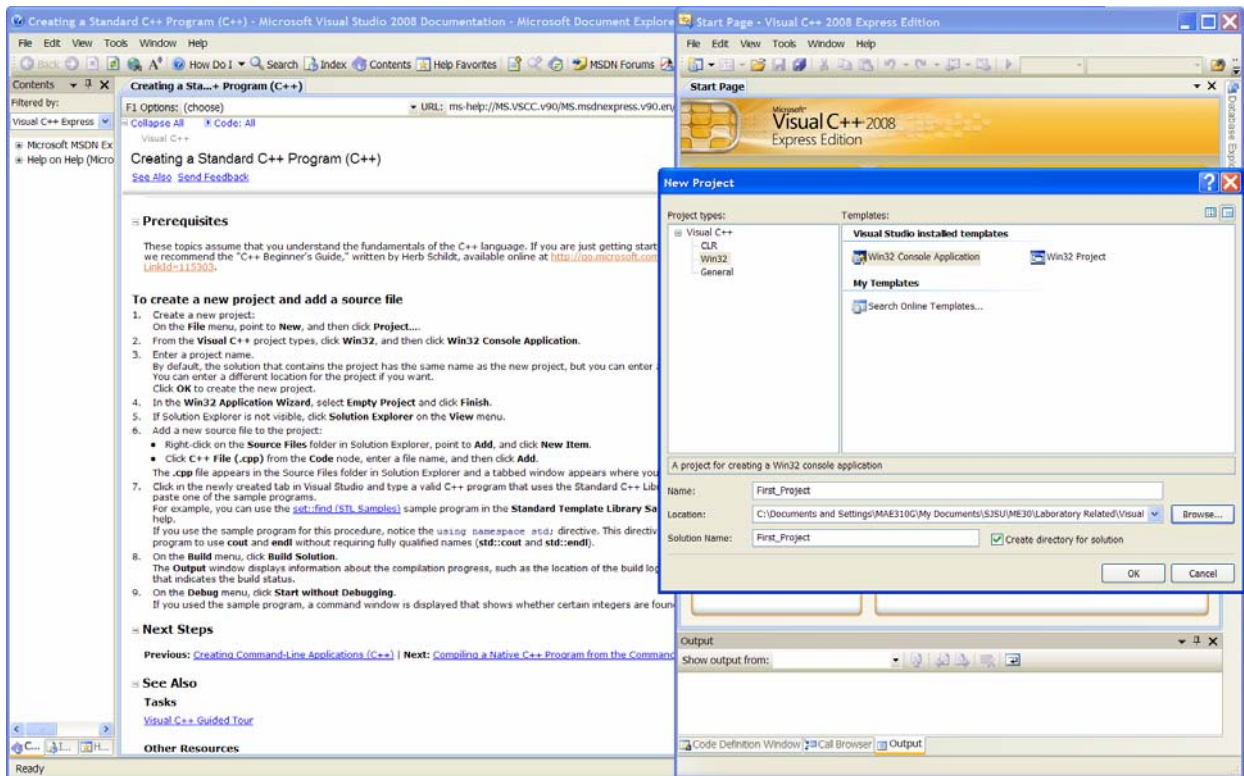 Creating a Standard C++ Program (C++) - Microsoft Visual Studio 2008 Documentation - Microsoft Document Explore
File Edit View Tools Window Help
Back How Do I Search Index Contents Help Favorites MSDN Forums
Contents
Filtered by:
Visual C++ Express
Microsoft MSDN Ex
Help on Help (Micro
C... I... H...
Ready
Creating a Sta...+ Program (C++)
F1 Options: (choose) URL: ms-help://MS.VSCC.v90/MS.msdnexpress.v90.en/
Collapse All Code: All
Visual C++
Creating a Standard C++ Program (C++)
See Also Send Feedback
Prerequisites
These topics assume that you understand the fundamentals of the C++ language. If you are just getting start
we recommend the "C++ Beginner's Guide," written by Herb Schildt, available online at http://go.microsoft.com
LinkId=115303.
To create a new project and add a source file
1. Create a new project:
On the File menu, point to New, and then click Project....
2. From the Visual C++ project types, click Win32, and then click Win32 Console Application.
3. Enter a project name.
By default, the solution that contains the project has the same name as the new project, but you can enter
You can enter a different location for the project if you want.
Click OK to create the new project.
4. In the Win32 Application Wizard, select Empty Project and click Finish.
5. If Solution Explorer is not visible, click Solution Explorer on the View menu.
6. Add a new source file to the project:
• Right-click on the Source Files folder in Solution Explorer, point to Add, and click New Item.
• Click C++ File (.cpp) from the Code node, enter a file name, and then click Add.
The .cpp file appears in the Source Files folder in Solution Explorer and a tabbed window appears where you
7. Click in the newly created tab in Visual Studio and type a valid C++ program that uses the Standard C++ Lib
paste one of the sample programs.
For example, you can use the set::find (STL Samples) sample program in the Standard Template Library Sa
help.
If you use the sample program for this procedure, notice the using namespace std; directive. This directiv
program to use cout and endl without requiring fully qualified names (std::cout and std::endl).
8. On the Build menu, click Build Solution.
The Output window displays information about the compilation progress, such as the location of the build log
that indicates the build status.
9. On the Debug menu, click Start without Debugging.
If you used the sample program, a command window is displayed that shows whether certain integers are foun
Next Steps
Previous: Creating Command-Line Applications (C++) | Next: Compiling a Native C++ Program from the Command
See Also
Tasks
Visual C++ Guided Tour
Other Resources
Start Page - Visual C++ 2008 Express Edition
File Edit View Tools Window Help
Start Page
Database Explo
Microsoft
Visual C++ 2008
Express Edition
New Project
Project types:
Visual C++
CLR
Win32
General
Templates:
Visual Studio installed templates
Win32 Console Application Win32 Project
My Templates
Search Online Templates...
A project for creating a Win32 console application
Name: First_Project
Location: C:\Documents and Settings\MAE310G\My Documents\SJSU\ME30\Laboratory Related\Visual Browse...
Solution Name: First_Project Create directory for solution
OK Cancel
Output
Show output from:
Code Definition Window Call Browser Output